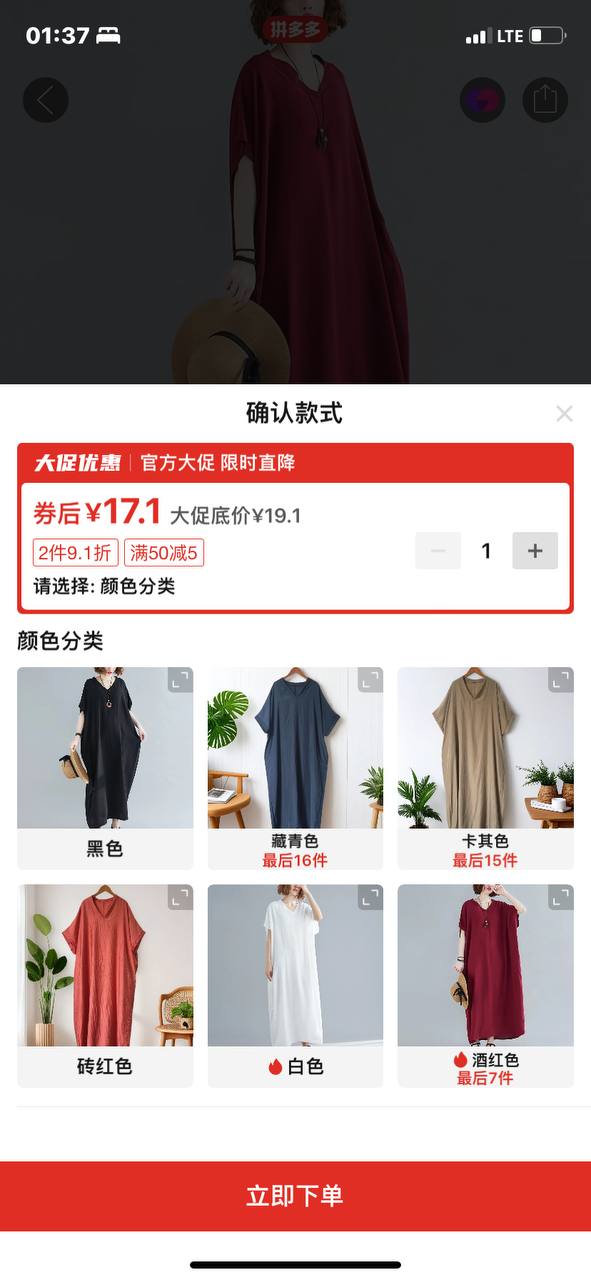 01:37
LTE
拼多多
确认款式
大促优惠 官方大促 限时直降
券后¥17.1 大促底价¥19.1
2件9.1折 满50减5
1
请选择: 颜色分类
颜色分类
黑色
藏青色
最后16件
卡其色
最后15件
砖红色
白色
酒红色
最后7件
立即下单